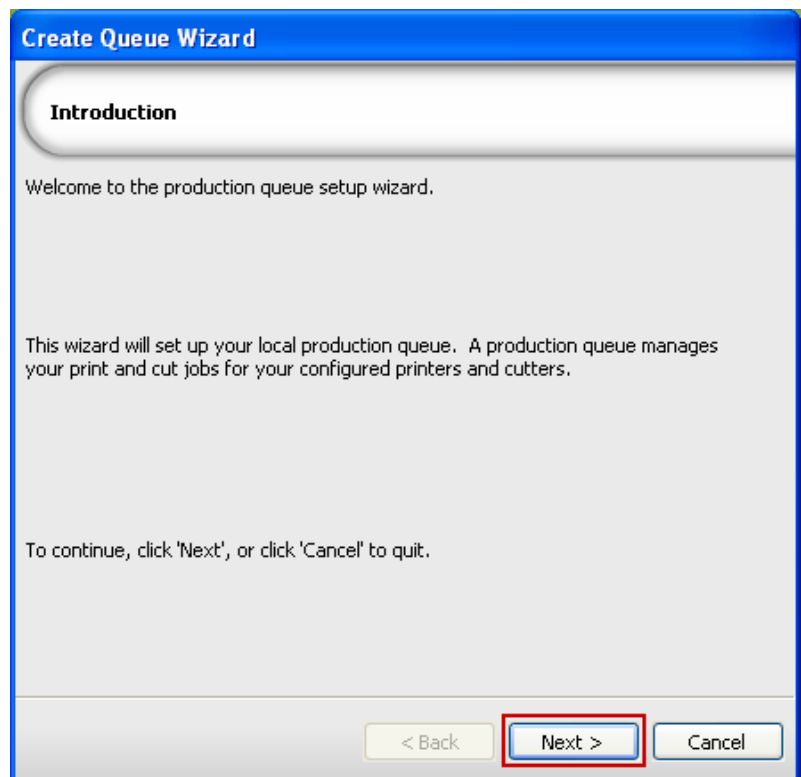 Create Queue Wizard
Introduction
Welcome to the production queue setup wizard.
This wizard will set up your local production queue.  A production queue manages
your print and cut jobs for your configured printers and cutters.
To continue, click 'Next', or click 'Cancel' to quit.
< Back
Next >
Cancel